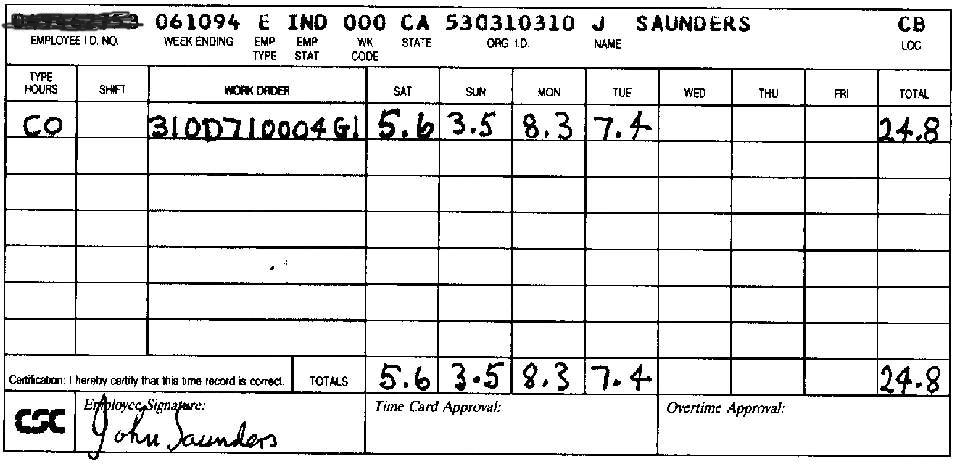 061094 E IND 000 CA 530310310 J SAUNDERS CB
EMPLOYEE I.D. NO. WEEK ENDING EMP TYPE EMP STAT WK CODE STATE ORG I.D. NAME LOC
TYPE HOURS SHIFT WORK ORDER SAT SUN MON TUE WED THU FRI TOTAL
CO 310D710004G1 5.6 3.5 8.3 7.4 24.8
Certification: I hereby certify that this time record is correct. TOTALS 5.6 3.5 8.3 7.4 24.8
CSC Employee Signature: Time Card Approval: Overtime Approval:
John Saunders